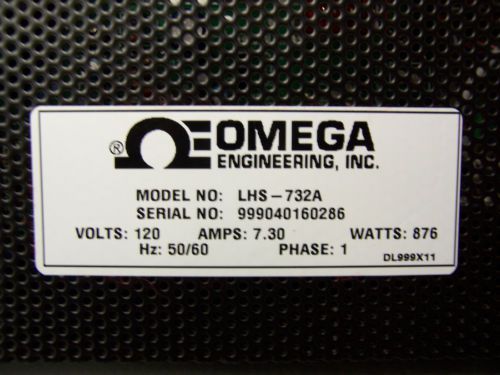 ® ΩE OMEGA
ENGINEERING, INC.
MODEL NO: LHS-732A
SERIAL NO: 999040160286
VOLTS: 120 AMPS: 7.30 WATTS: 876
Hz: 50/60 PHASE: 1
DL999X11